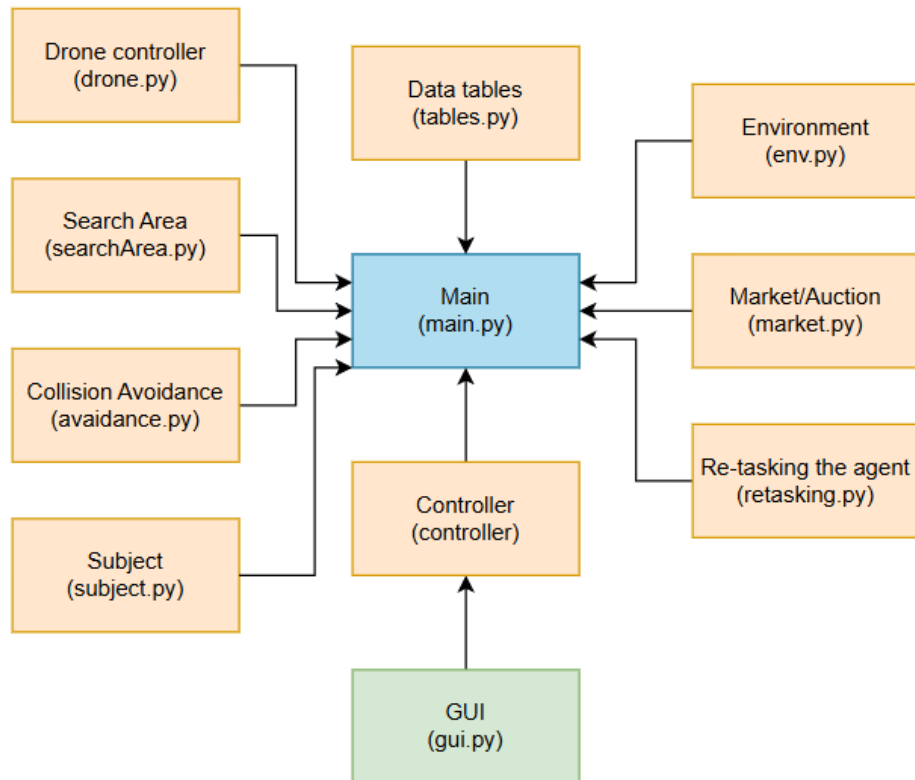 Drone controller
(drone.py)
Data tables
(tables.py)
Environment
(env.py)
Search Area
(searchArea.py)
Main
(main.py)
Market/Auction
(market.py)
Collision Avoidance
(avaidance.py)
Re-tasking the agent
(retasking.py)
Controller
(controller)
Subject
(subject.py)
GUI
(gui.py)